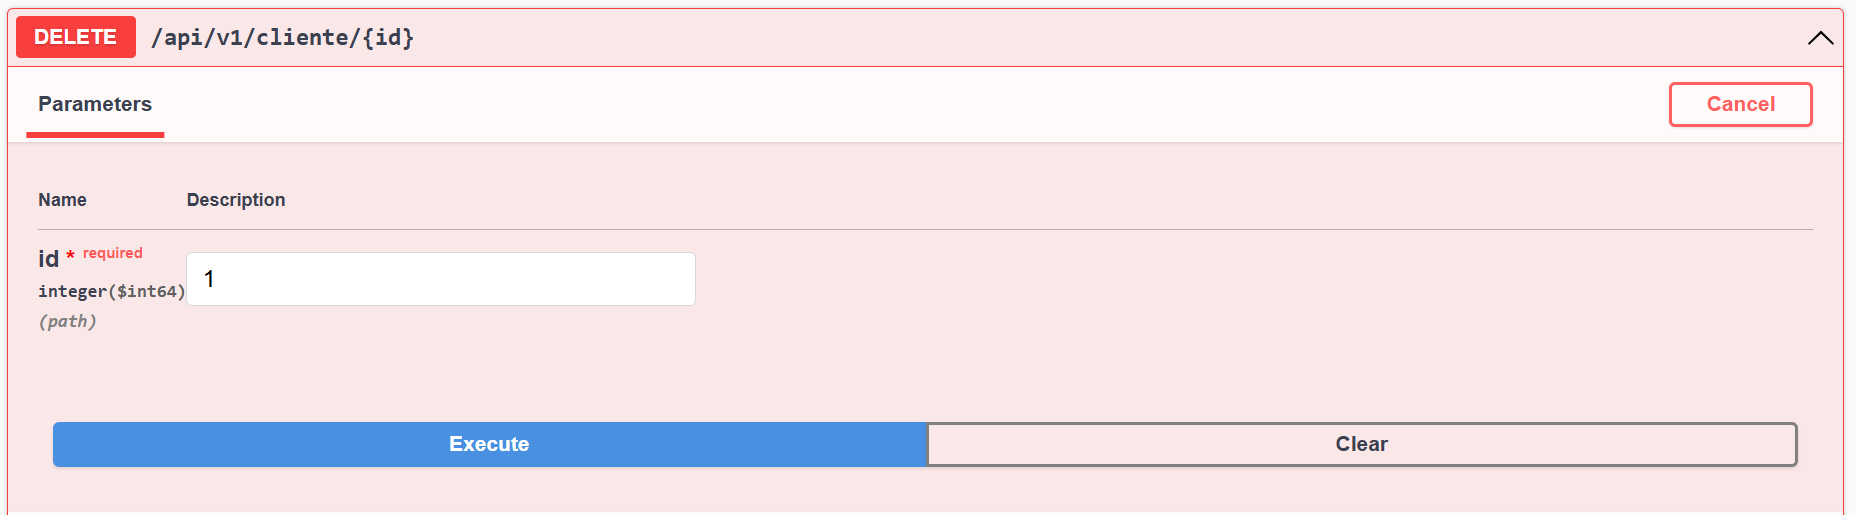 DELETE /api/v1/cliente/{id}
Parameters Cancel
Name Description
id * required
integer($int64) 1
(path)
Execute Clear